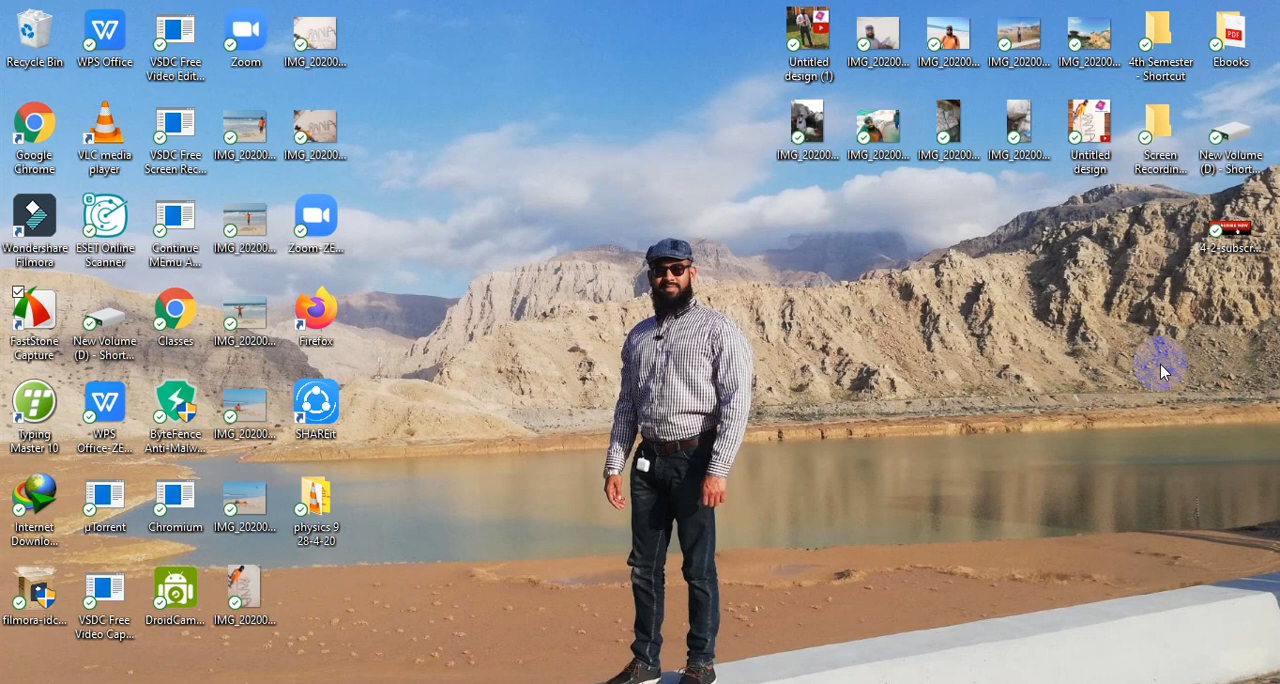 Recycle Bin
WPS Office
VSDC Free
Video Edit...
Zoom
IMG_20200...
Untitled
design (1)
IMG_20200...
IMG_20200...
IMG_20200...
IMG_20200...
4th Semester
- Shortcut
Ebooks
PDF
Google
Chrome
VLC media
player
VSDC Free
Screen Rec...
IMG_20200...
IMG_20200...
IMG_20200...
IMG_20200...
IMG_20200...
IMG_20200...
Untitled
design
Screen
Recordin...
New Volume
(D) - Short...
Wondershare
Filmora
ESET Online
Scanner
Continue
MEmu A...
IMG_20200...
Zoom-ZE...
4-2-subscr...
FastStone
Capture
New Volume
(D) - Short...
Classes
IMG_20200...
Firefox
Typing
Master 10
WPS
Office-ZE...
ByteFence
Anti-Malw...
IMG_20200...
SHAREit
Internet
Downlo...
µTorrent
Chromium
IMG_20200...
physics 9
28-4-20
filmora-idc...
VSDC Free
Video Cap...
DroidCam...
IMG_20200...